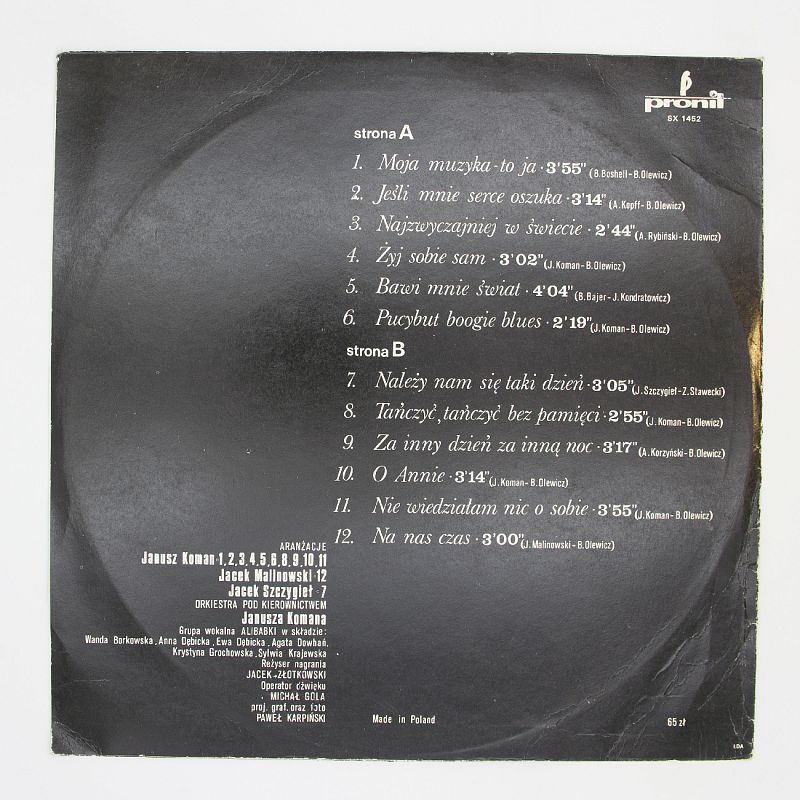 pronit
SX 1452
strona A
1. Moja muzyka-to ja · 3'55" (B. Boshell - B. Olewicz)
2. Jeśli mnie serce oszuka · 3'14" (A. Kopff - B. Olewicz)
3. Najzwyczajniej w świecie · 2'44" (A. Rybiński - B. Olewicz)
4. Żyj sobie sam · 3'02" (J. Koman - B. Olewicz)
5. Bawi mnie świat · 4'04" (B. Bajer - J. Kondratowicz)
6. Pucybut boogie blues · 2'19" (J. Koman - B. Olewicz)
strona B
7. Należy nam się taki dzień · 3'05" (J. Szczygieł - Z. Stawecki)
8. Tańczyć, tańczyć bez pamięci · 2'55" (J. Koman - B. Olewicz)
9. Za inny dzień za inną noc · 3'17" (A. Korzyński - B. Olewicz)
10. O Annie · 3'14" (J. Koman - B. Olewicz)
11. Nie wiedziałam nic o sobie · 3'55" (J. Koman - B. Olewicz)
12. Na nas czas · 3'00" (J. Malinowski - B. Olewicz)
ARANŻACJE
Janusz Koman·1,2,3,4,5,6,8,9,10,11
Jacek Malinowski·12
Jacek Szczygieł·7
ORKIESTRA POD KIEROWNICTWEM
Janusza Komana
Grupa wokalna ALIBABKI w składzie:
Wanda Borkowska, Anna Dębicka, Ewa Dębicka, Agata Dowhań,
Krystyna Grochowska, Sylwia Krajewska
Reżyser nagrania
JACEK ZŁOTKOWSKI
Operator dźwięku
MICHAŁ GOLA
proj. graf. oraz foto
PAWEŁ KARPIŃSKI
Made in Poland
65 zł
LDA